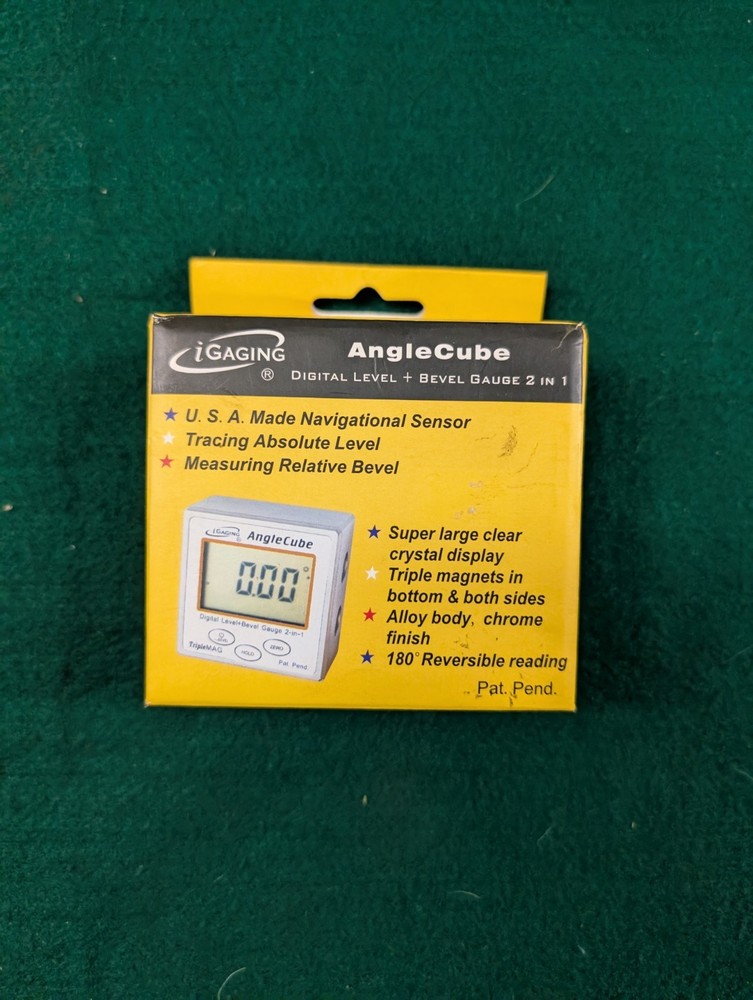 iGAGING
®
AngleCube
DIGITAL LEVEL + BEVEL GAUGE 2 IN 1
U. S. A. Made Navigational Sensor
Tracing Absolute Level
Measuring Relative Bevel
iGAGING
®
AngleCube
0.00°
Digital Level+Bevel Gauge 2-in-1
LEVEL
HOLD
ZERO
TripleMAG
Pat. Pend
Super large clear
crystal display
Triple magnets in
bottom & both sides
Alloy body, chrome
finish
180° Reversible reading
Pat. Pend.